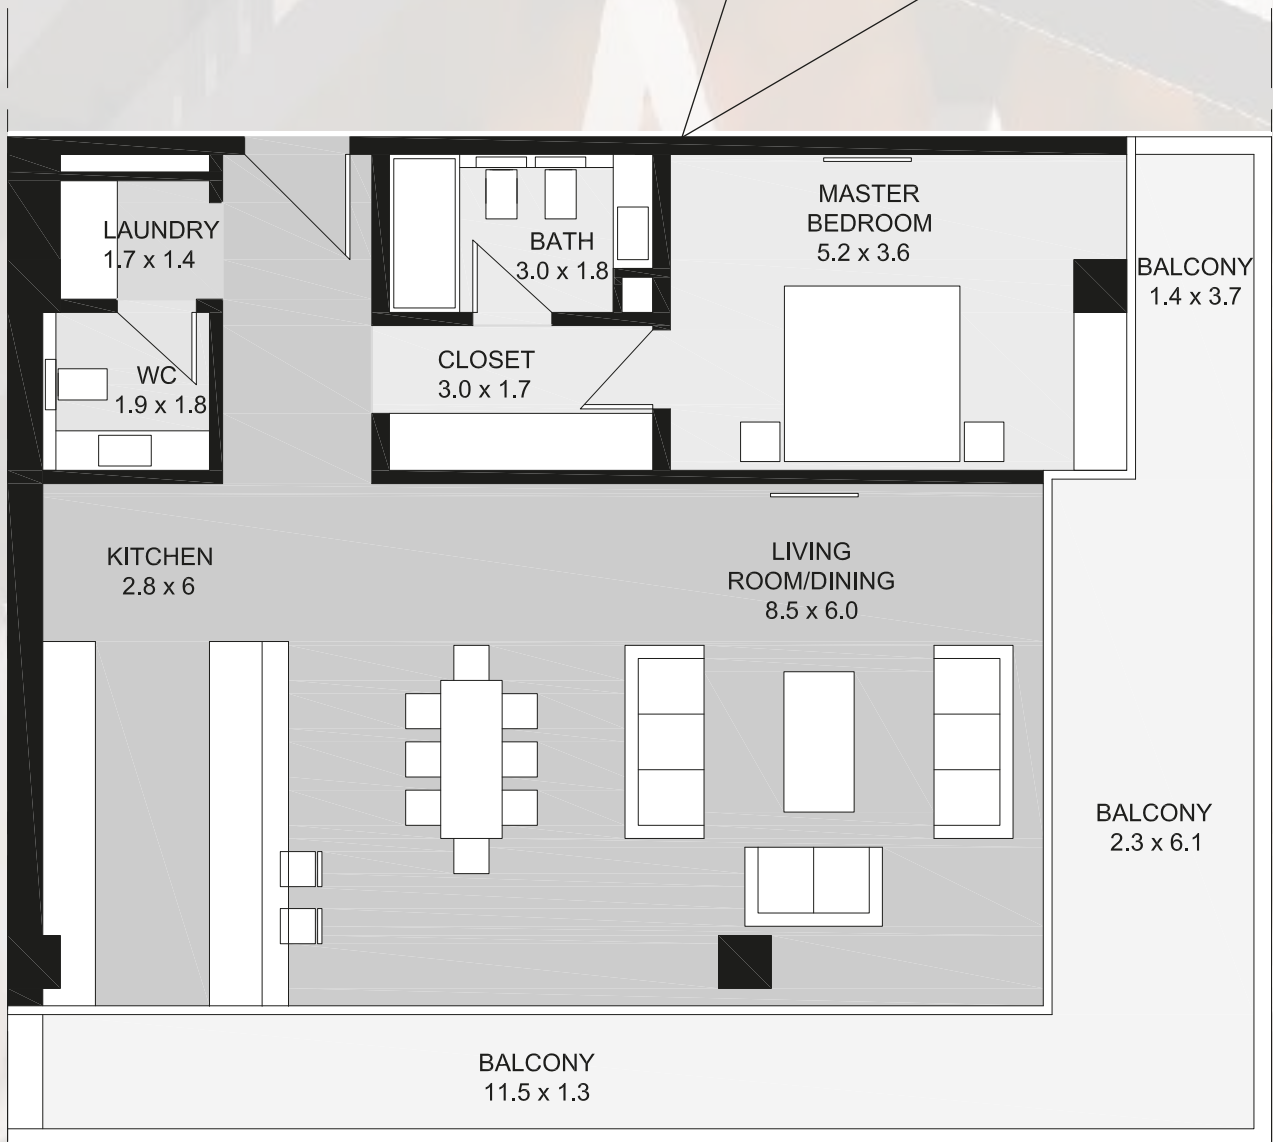 MASTER
BEDROOM
5.2 x 3.6
LAUNDRY
1.7 x 1.4
BATH
3.0 x 1.8
BALCONY
1.4 x 3.7
CLOSET
3.0 x 1.7
WC
1.9 x 1.8
KITCHEN
2.8 x 6
LIVING
ROOM/DINING
8.5 x 6.0
BALCONY
2.3 x 6.1
BALCONY
11.5 x 1.3